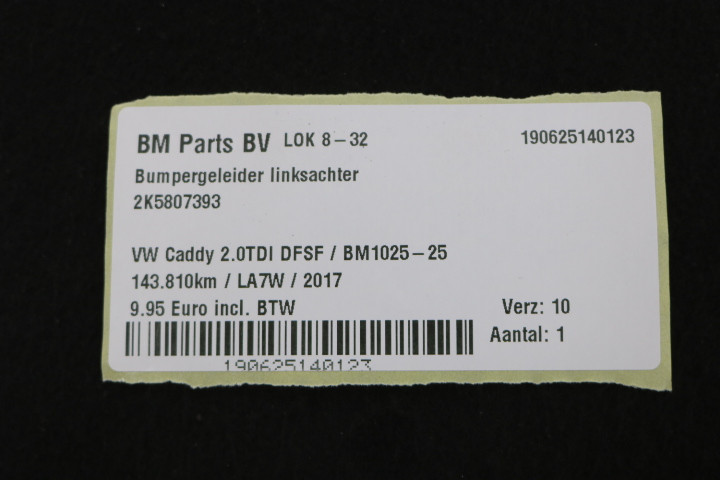 BM Parts BV LOK 8-32 190625140123
Bumpergeleider linksachter
2K5807393
VW Caddy 2.0TDI DFSF / BM1025-25
143.810km / LA7W / 2017
9.95 Euro incl. BTW Verz: 10
Aantal: 1
190625140123